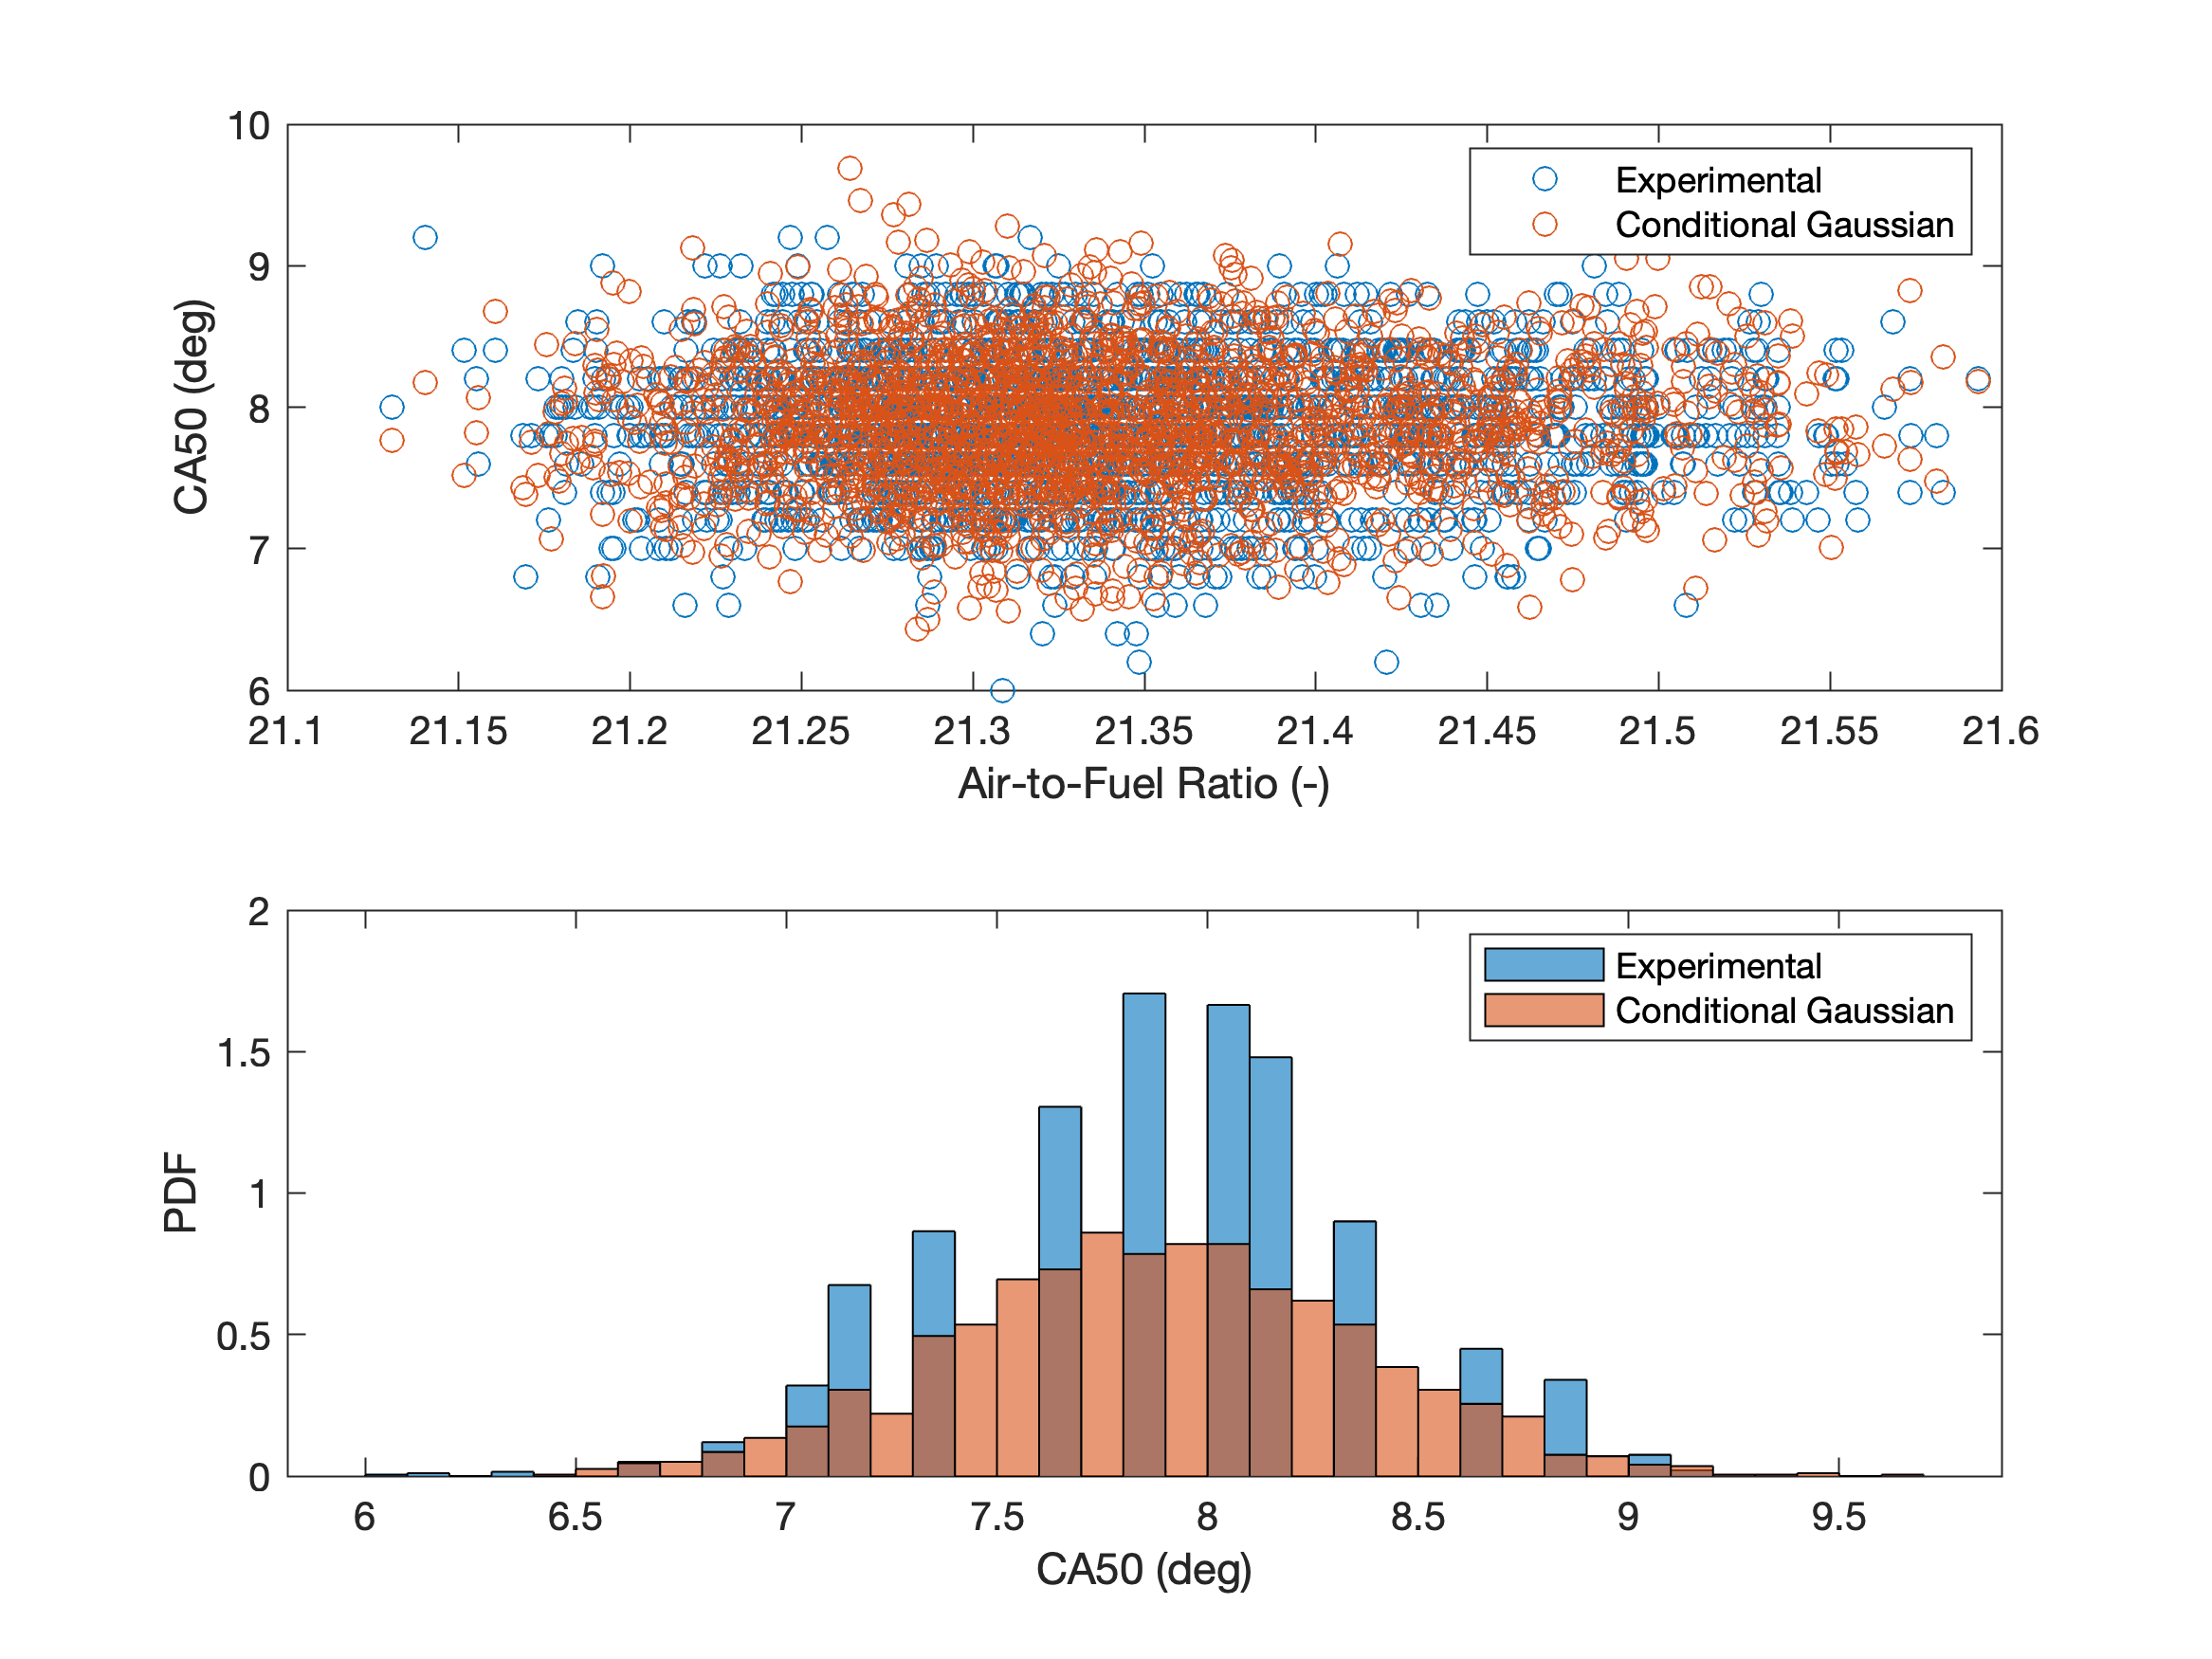 10
9
8
7
6
CA50 (deg)
Experimental
Conditional Gaussian
21.1 21.15 21.2 21.25 21.3 21.35 21.4 21.45 21.5 21.55 21.6
Air-to-Fuel Ratio (-)
2
1.5
1
0.5
0
PDF
Experimental
Conditional Gaussian
6 6.5 7 7.5 8 8.5 9 9.5
CA50 (deg)